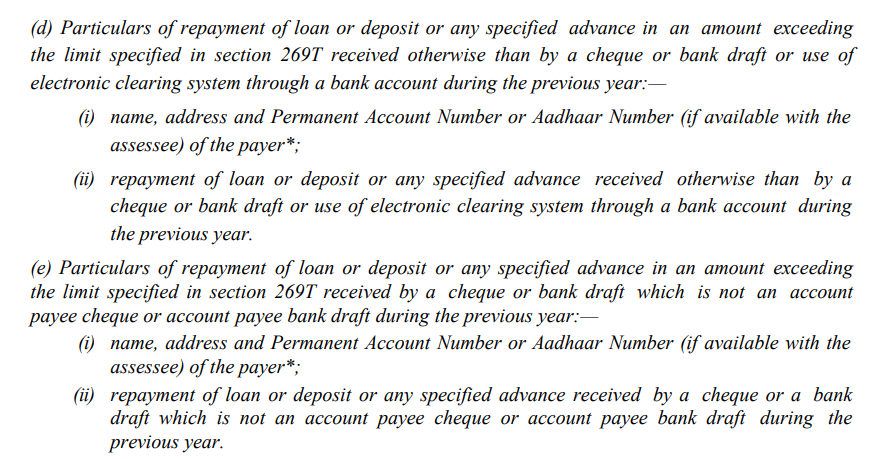 (d) Particulars of repayment of loan or deposit or any specified advance in an amount exceeding
the limit specified in section 269T received otherwise than by a cheque or bank draft or use of
electronic clearing system through a bank account during the previous year:—
(i) name, address and Permanent Account Number or Aadhaar Number (if available with the
assessee) of the payer*;
(ii) repayment of loan or deposit or any specified advance received otherwise than by a
cheque or bank draft or use of electronic clearing system through a bank account during
the previous year.
(e) Particulars of repayment of loan or deposit or any specified advance in an amount exceeding
the limit specified in section 269T received by a cheque or bank draft which is not an account
payee cheque or account payee bank draft during the previous year:—
(i) name, address and Permanent Account Number or Aadhaar Number (if available with the
assessee) of the payer*;
(ii) repayment of loan or deposit or any specified advance received by a cheque or a bank
draft which is not an account payee cheque or account payee bank draft during the
previous year.